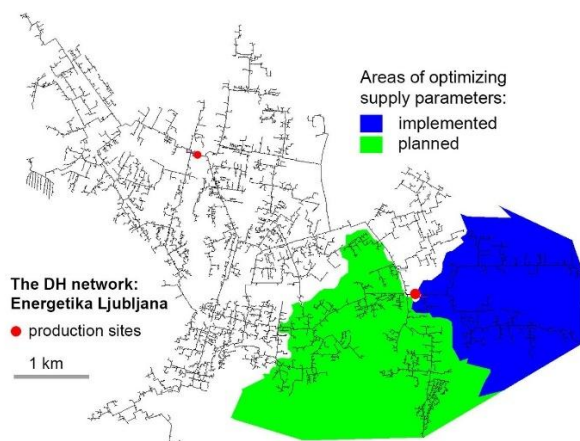 Areas of optimizing
supply parameters:
implemented
planned
The DH network:
Energetika Ljubljana
production sites
1 km